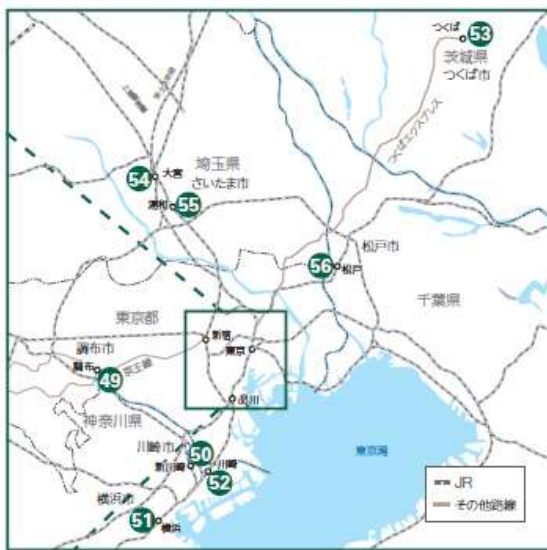 つくば
53
茨城県
つくば市
つくばエクスプレス
54
大宮
埼玉県
さいたま市
浦和
55
松戸市
56
松戸
千葉県
東京都
新宿
東京
調布市
調布
京王線
49
品川
神奈川県
川崎市
50
新川崎
川崎
52
東京湾
横浜市
51
横浜
JR
その他路線